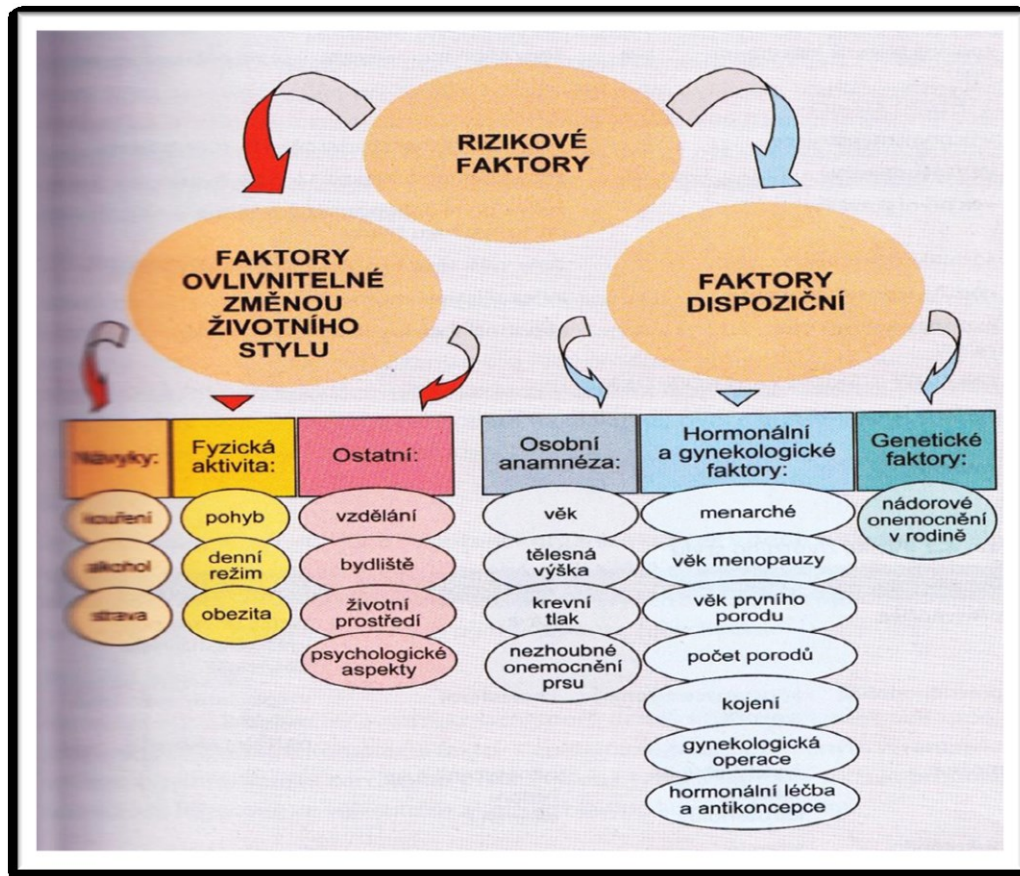 RIZIKOVÉ
FAKTORY
FAKTORY
OVLIVNITELNÉ
ZMĚNOU
ŽIVOTNÍHO
STYLU
FAKTORY
DISPOZIČNÍ
Návyky:
kouření
alkohol
strava
Fyzická
aktivita:
pohyb
denní
režim
obezita
Ostatní:
vzdělání
bydliště
životní
prostředí
psychologické
aspekty
Osobní
anamnéza:
věk
tělesná
výška
krevní
tlak
nezhoubné
onemocnění
prsu
Hormonální
a gynekologické
faktory:
menarché
věk menopauzy
věk prvního
porodu
počet porodů
kojení
gynekologická
operace
hormonální léčba
a antikoncepce
Genetické
faktory:
nádorové
onemocnění
v rodině